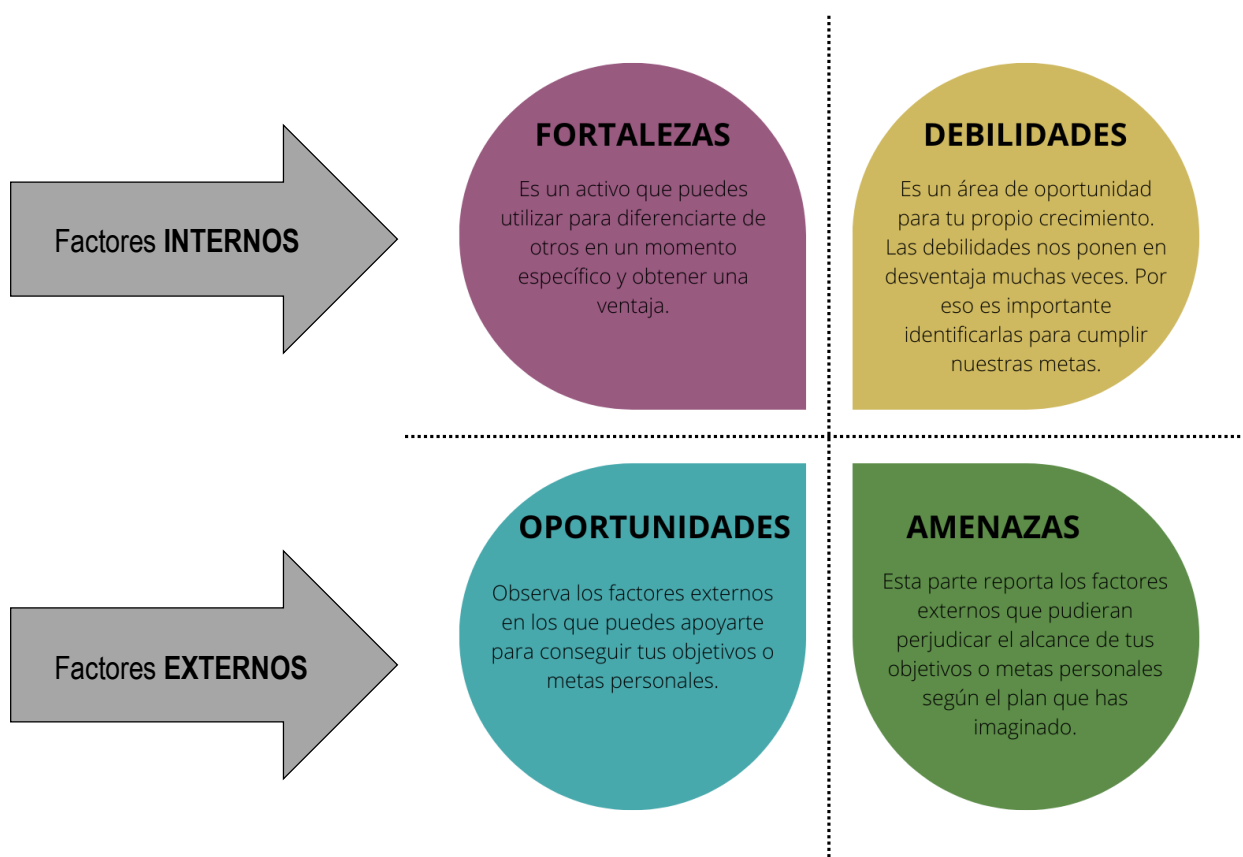 Factores INTERNOS
FORTALEZAS
Es un activo que puedes
utilizar para diferenciarte de
otros en un momento
específico y obtener una
ventaja.
DEBILIDADES
Es un área de oportunidad
para tu propio crecimiento.
Las debilidades nos ponen en
desventaja muchas veces. Por
eso es importante
identificarlas para cumplir
nuestras metas.
Factores EXTERNOS
OPORTUNIDADES
Observa los factores externos
en los que puedes apoyarte
para conseguir tus objetivos o
metas personales.
AMENAZAS
Esta parte reporta los factores
externos que pudieran
perjudicar el alcance de tus
objetivos o metas personales
según el plan que has
imaginado.